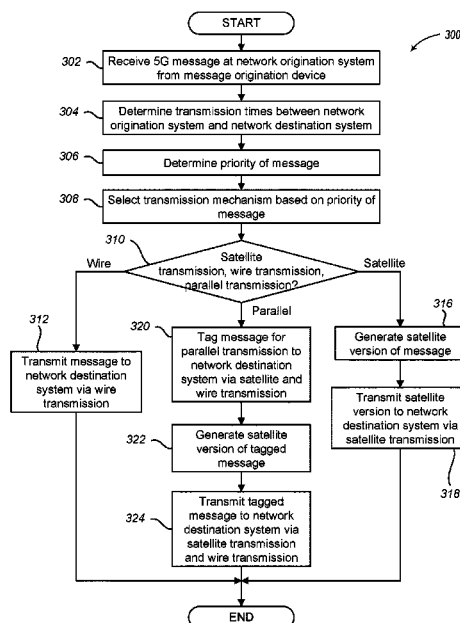 START
300
302
Receive 5G message at network origination system
from message origination device
304
Determine transmission times between network
origination system and network destination system
306
Determine priority of message
308
Select transmission mechanism based on priority of
message
310
Satellite
transmission, wire transmission,
parallel transmission?
Wire
Satellite
Parallel
312
Transmit message to
network destination
system via wire
transmission
320
Tag message for
parallel transmission to
network destination
system via satellite and
wire transmission
316
Generate satellite
version of message
Transmit satellite
version to network
destination system via
satellite transmission
318
322
Generate satellite
version of tagged
message
324
Transmit tagged
message to network
destination system via
satellite transmission
and wire transmission
END